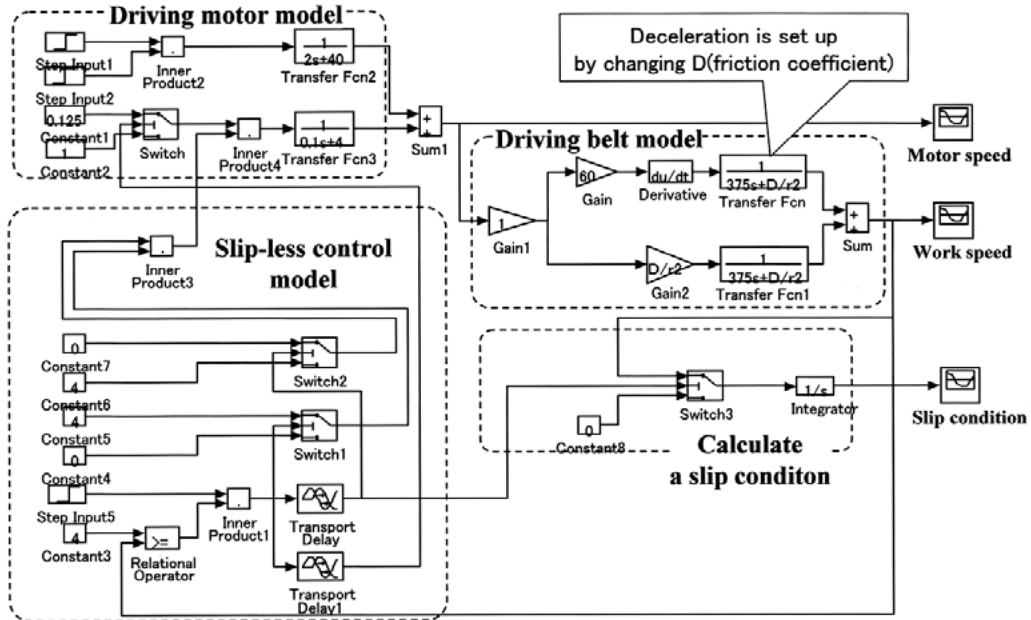 Driving motor model
Step Input1
Inner
Product2
1
2s+40
Transfer Fcn2
Step Input2
0.125
Constant1
1
Constant2
Switch
Inner
Product4
1
0.1s+4
Transfer Fcn3
+
+
Sum1
Deceleration is set up
by changing D(friction coefficient)
Motor speed
Driving belt model
1
Gain1
60
Gain
du/dt
Derivative
1
375s+D/r2
Transfer Fcn
D/r2
Gain2
1
375s+D/r2
Transfer Fcn1
+
+
Sum
Work speed
Slip-less control
model
Inner
Product3
0
Constant7
4
Constant6
Switch2
4
Constant5
0
Constant4
Switch1
Step Input5
4
Constant3
>=
Relational
Operator
Inner
Product1
Transport
Delay
Transport
Delay1
0
Constant8
Switch3
1/s
Integrator
Slip condition
Calculate
a slip conditon